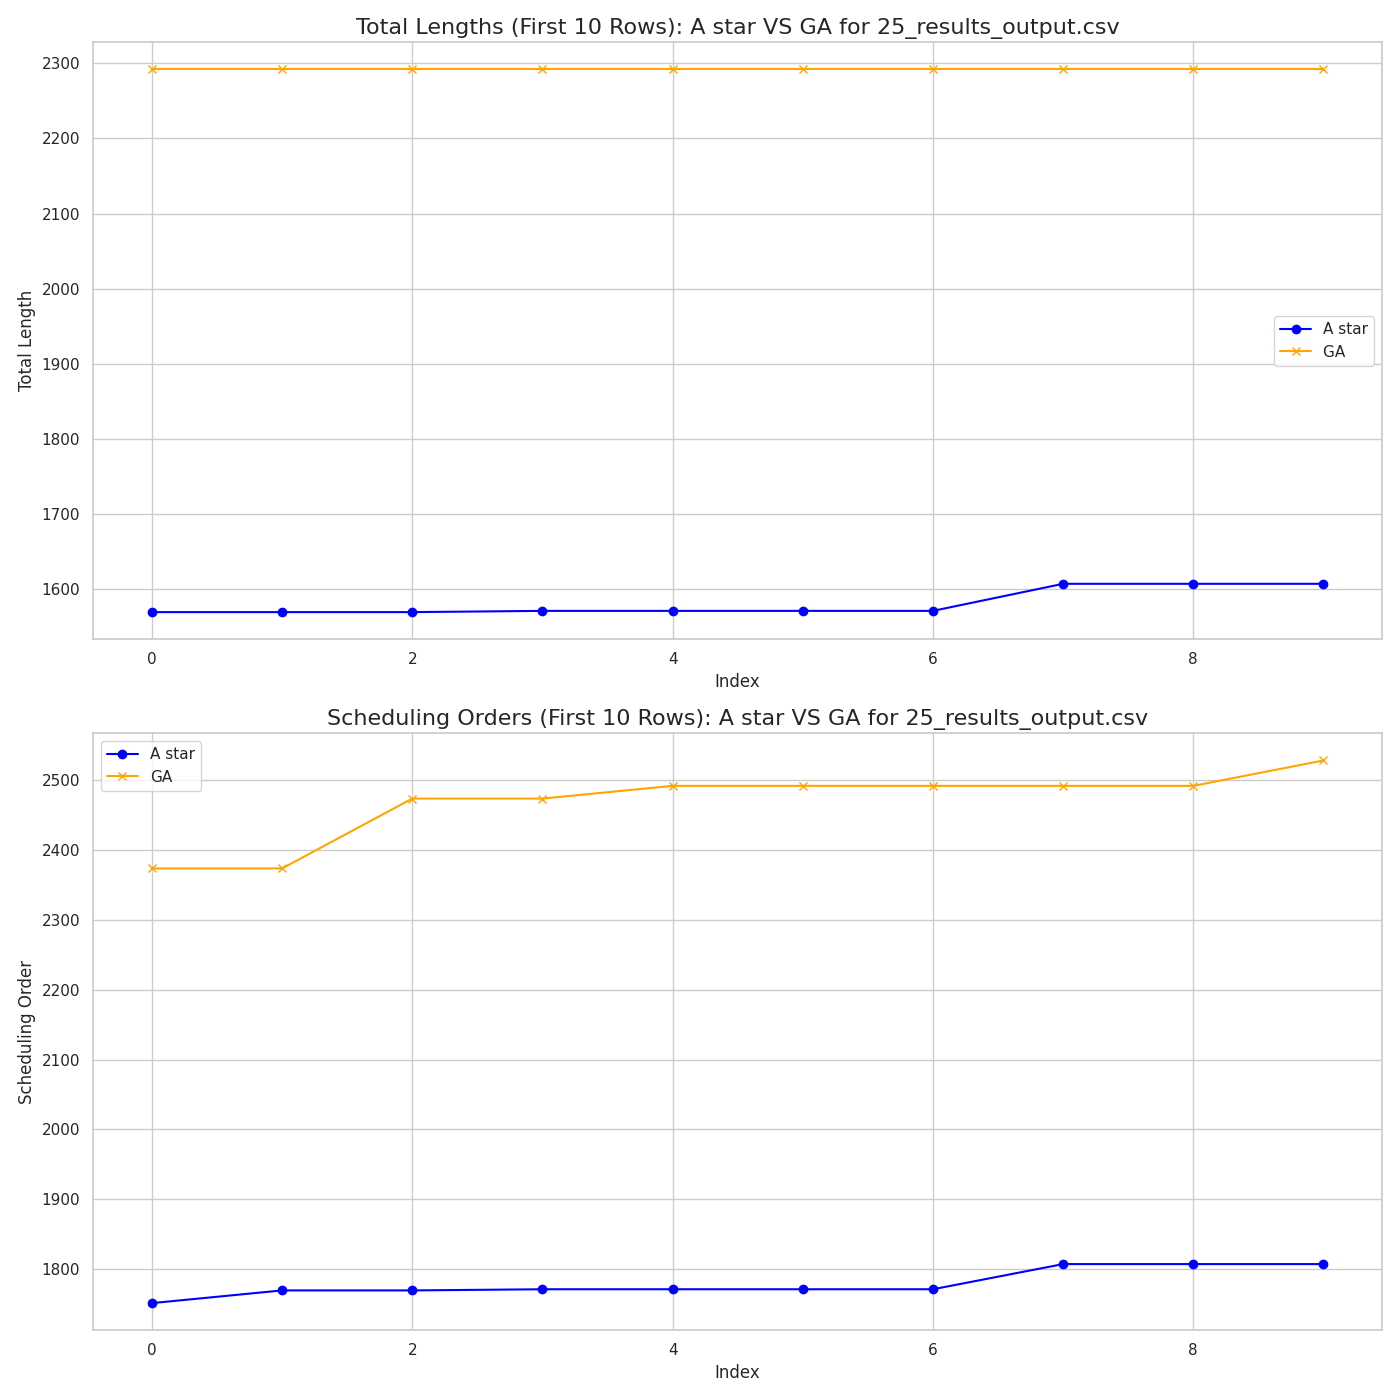 Total Lengths (First 10 Rows): A star VS GA for 25_results_output.csv
2300
2200
2100
2000
1900
1800
1700
1600
Total Length
A star
GA
0 2 4 6 8
Index
Scheduling Orders (First 10 Rows): A star VS GA for 25_results_output.csv
A star
GA
2500
2400
2300
2200
2100
2000
1900
1800
Scheduling Order
0 2 4 6 8
Index